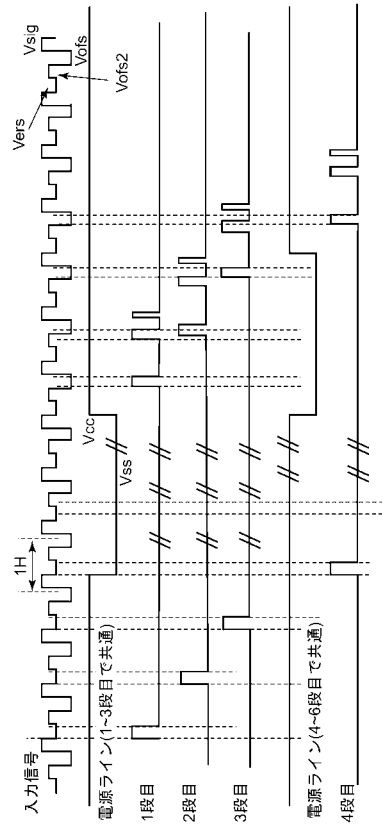 入力信号
1H
Vers
Vsig
Vofs
Vofs2
電源ライン(1~3段目で共通)
Vcc
Vss
1段目
2段目
3段目
電源ライン(4~6段目で共通)
4段目